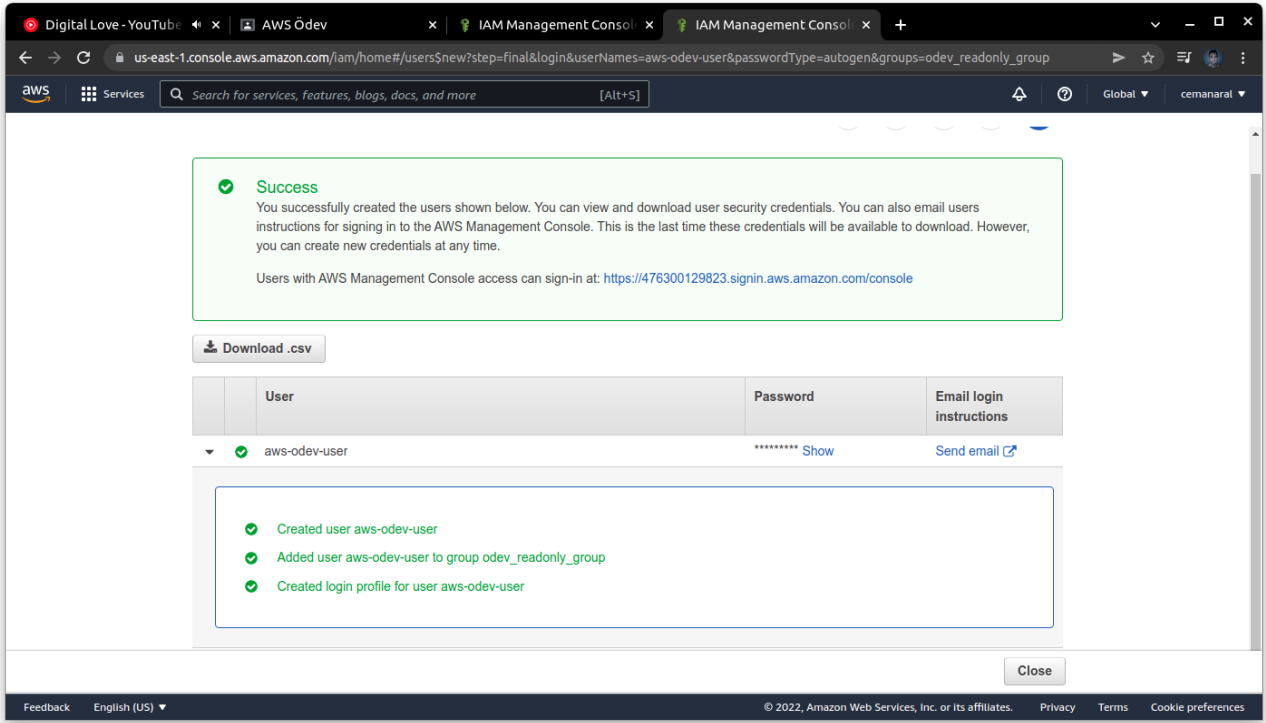 Digital Love - YouTube
AWS Ödev
IAM Management Consol
IAM Management Consol
us-east-1.console.aws.amazon.com/iam/home#/users$new?step=final&login&userNames=aws-odev-user&passwordType=autogen&groups=odev_readonly_group
aws
Services
Search for services, features, blogs, docs, and more
[Alt+S]
Global
cemanaral
Success
You successfully created the users shown below. You can view and download user security credentials. You can also email users
instructions for signing in to the AWS Management Console. This is the last time these credentials will be available to download. However,
you can create new credentials at any time.
Users with AWS Management Console access can sign-in at: https://476300129823.signin.aws.amazon.com/console
Download .csv
User
Password
Email login
instructions
aws-odev-user
********* Show
Send email
Created user aws-odev-user
Added user aws-odev-user to group odev_readonly_group
Created login profile for user aws-odev-user
Close
Feedback
English (US)
© 2022, Amazon Web Services, Inc. or its affiliates.
Privacy
Terms
Cookie preferences